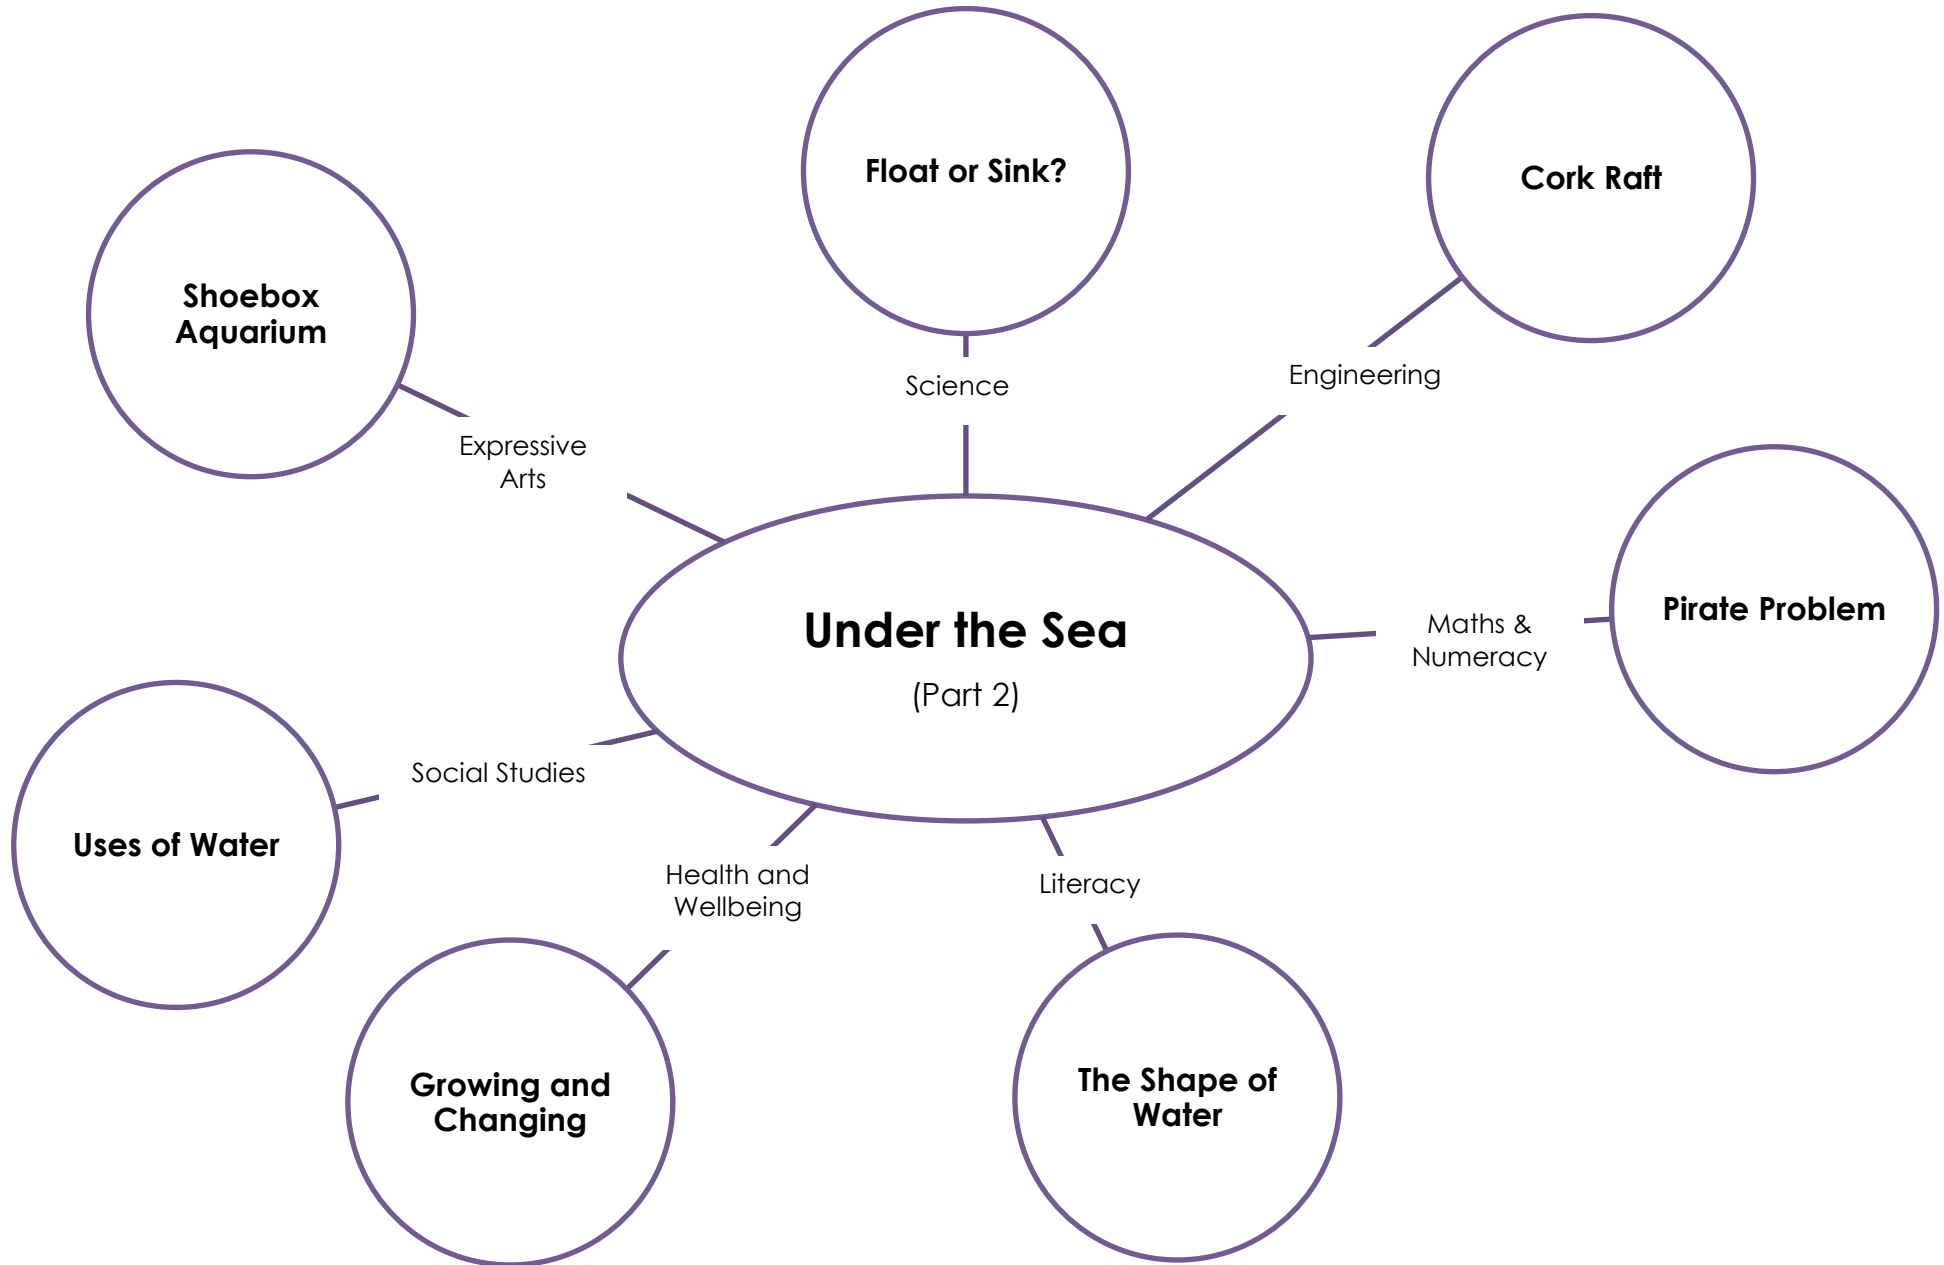 Float or Sink?
Cork Raft
Shoebox
Aquarium
Science
Engineering
Expressive
Arts
Pirate Problem
Maths &
Numeracy
Under the Sea
(Part 2)
Social Studies
Uses of Water
Health and
Wellbeing
Literacy
Growing and
Changing
The Shape of
Water